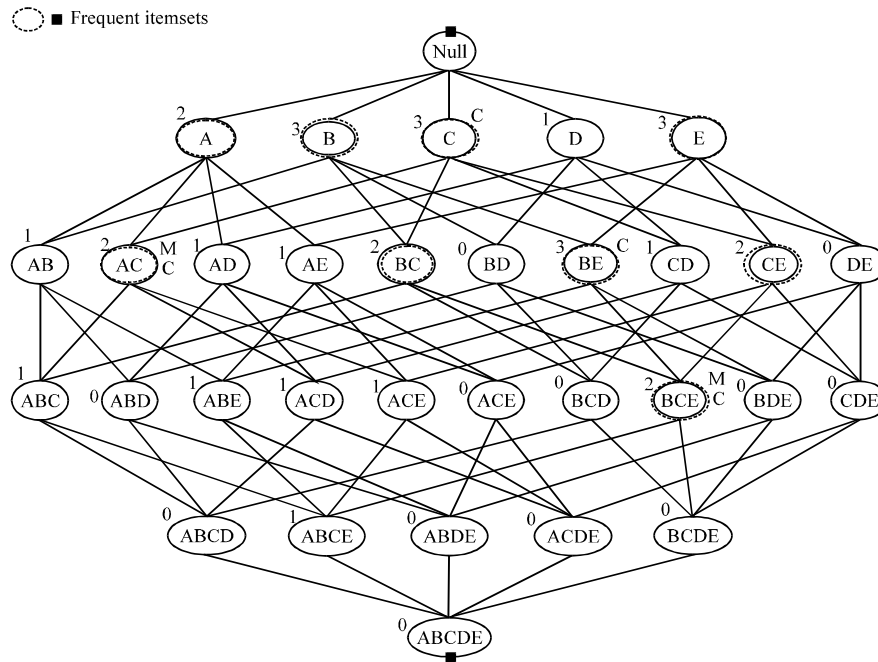 Frequent itemsets
Null
2 A 3 B 3 C C 1 D 3 E
1 AB 2 AC M C 1 AD 1 AE 2 BC 0 BD 3 BE C 1 CD 2 CE 0 DE
1 ABC 0 ABD 1 ABE 1 ACD 1 ACE 0 ACE 0 BCD 2 BCE M C 0 BDE 0 CDE
0 ABCD 1 ABCE 0 ABDE 0 ACDE 0 BCDE
0 ABCDE